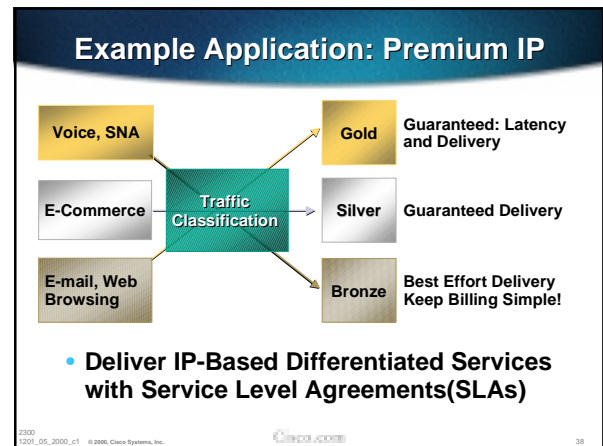 Example Application: Premium IP
Voice, SNA
Gold
Guaranteed: Latency
and Delivery
E-Commerce
Traffic
Classification
Silver
Guaranteed Delivery
E-mail, Web
Browsing
Bronze
Best Effort Delivery
Keep Billing Simple!
• Deliver IP-Based Differentiated Services
with Service Level Agreements(SLAs)
2300
1201_05_2000_c1 © 2000, Cisco Systems, Inc.
38